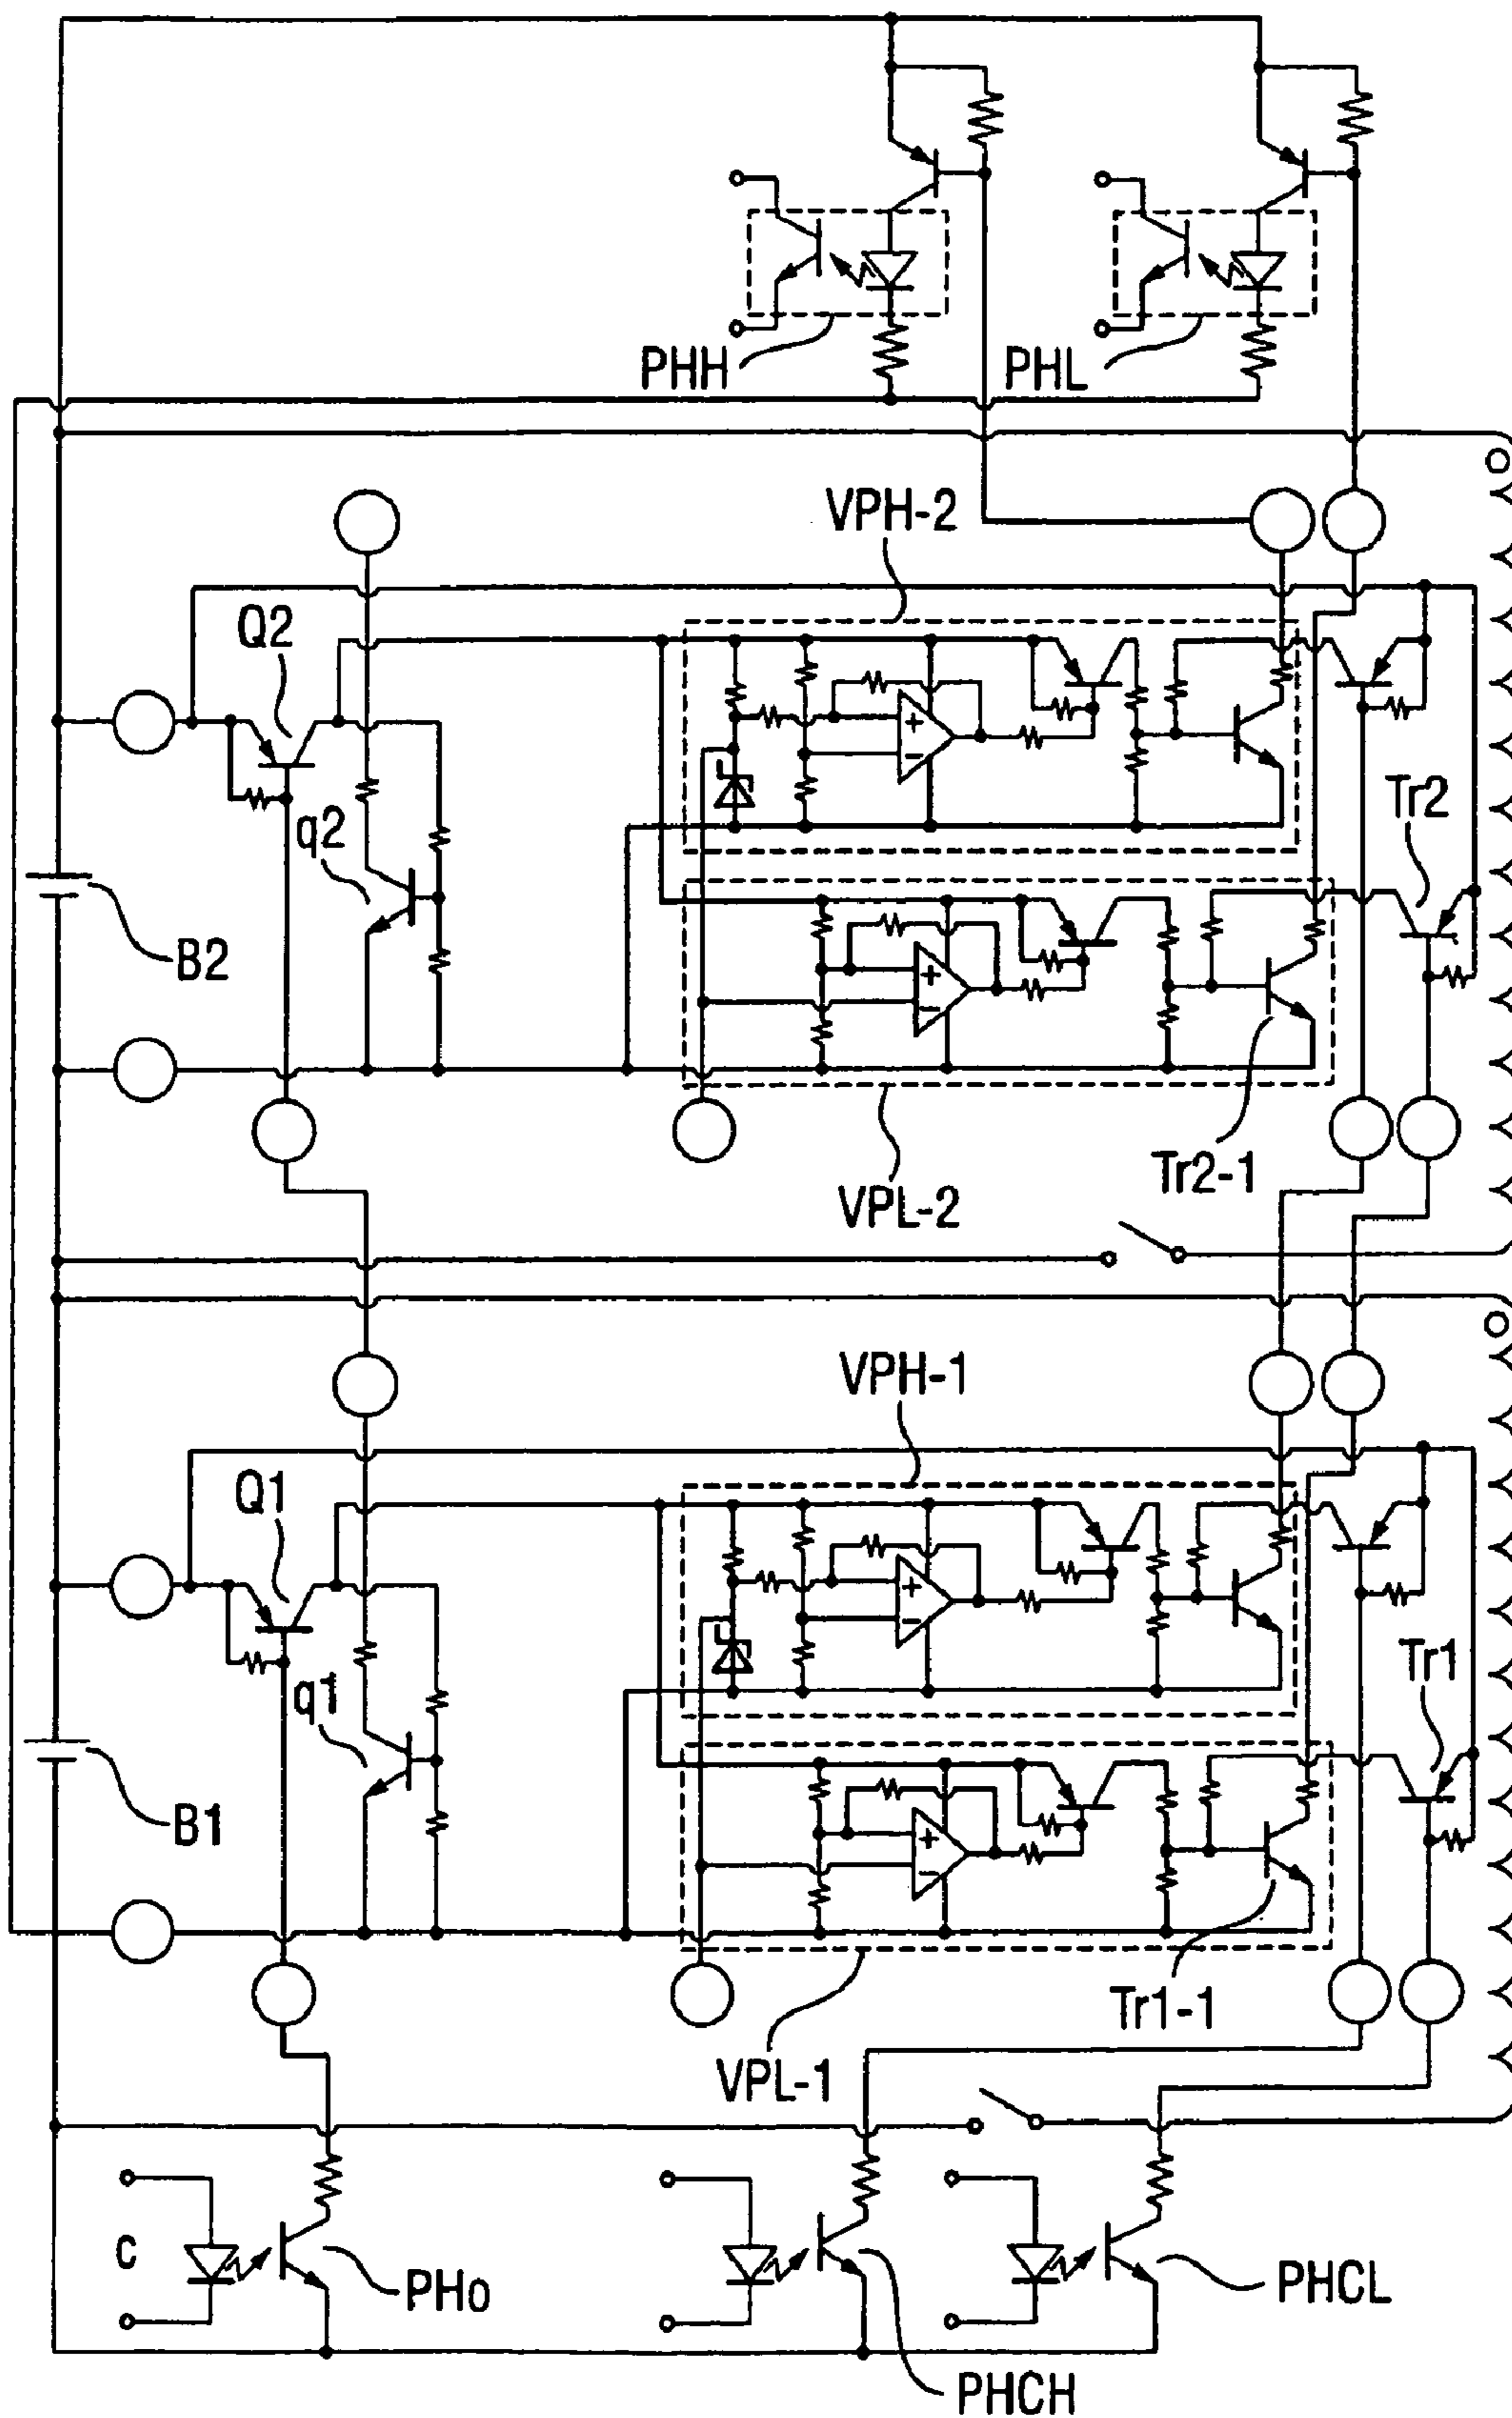 PHH
PHL
VPH-2
Q2
Tr2
q2
B2
Tr2-1
VPL-2
VPH-1
Q1
Tr1
q1
B1
Tr1-1
VPL-1
c
PHo
PHCL
PHCH